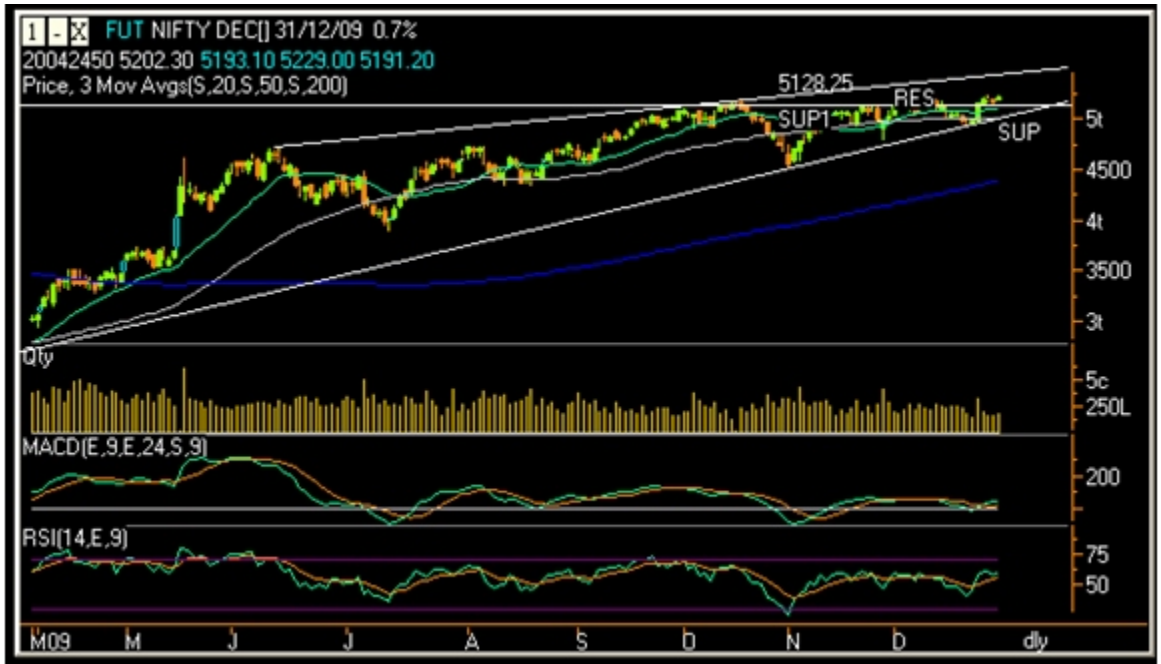 1 - X FUT NIFTY DEC[] 31/12/09 0.7%
20042450 5202.30 5193.10 5229.00 5191.20
Price, 3 Mov Avgs(S,20,S,50,S,200)
5128.25
RES
SUP1
SUP
5t
4500
4t
3500
3t
Qty
5c
250L
MACD(E,9,E,24,S,9)
200
RSI(14,E,9)
75
50
M09 M J J A S O N D dly